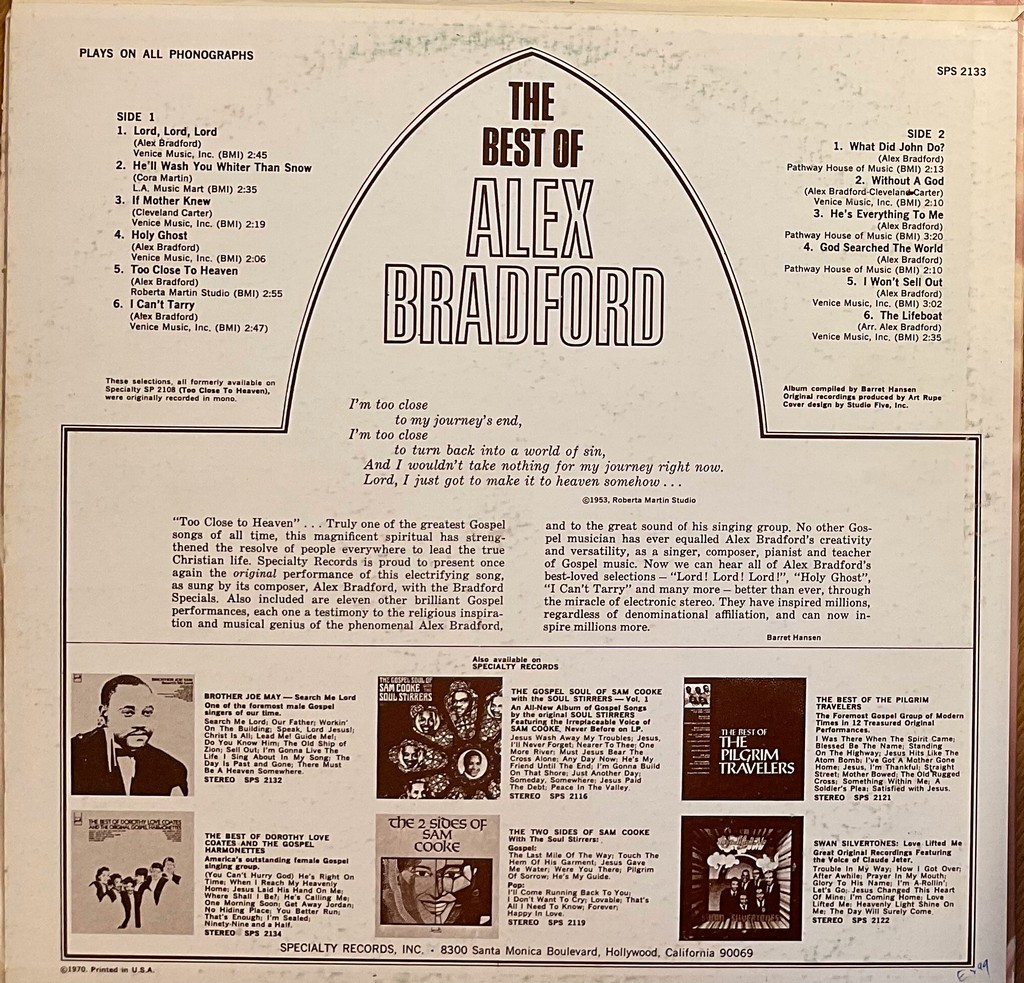 PLAYS ON ALL PHONOGRAPHS
SPS 2133
THE
BEST OF
ALEX
BRADFORD
SIDE 1
1. Lord, Lord, Lord
(Alex Bradford)
Venice Music, Inc. (BMI) 2:45
2. He'll Wash You Whiter Than Snow
(Cora Martin)
L.A. Music Mart (BMI) 2:35
3. If Mother Knew
(Cleveland Carter)
Venice Music, Inc. (BMI) 2:19
4. Holy Ghost
(Alex Bradford)
Venice Music, Inc. (BMI) 2:06
5. Too Close To Heaven
(Alex Bradford)
Roberta Martin Studio (BMI) 2:55
6. I Can't Tarry
(Alex Bradford)
Venice Music, Inc. (BMI) 2:47)
SIDE 2
1. What Did John Do?
(Alex Bradford)
Pathway House of Music (BMI) 2:13
2. Without A God
(Alex Bradford-Cleveland Carter)
Venice Music, Inc. (BMI) 2:10
3. He's Everything To Me
(Alex Bradford)
Pathway House of Music (BMI) 3:20
4. God Searched The World
(Alex Bradford)
Pathway House of Music (BMI) 2:10
5. I Won't Sell Out
(Alex Bradford)
Venice Music, Inc. (BMI) 3:02
6. The Lifeboat
(Arr. Alex Bradford)
Venice Music, Inc. (BMI) 2:35
These selections, all formerly available on
Specialty SP 2108 (Too Close To Heaven),
were originally recorded in mono.
Album compiled by Barret Hansen
Original recordings produced by Art Rupe
Cover design by Studio Five, Inc.
I'm too close
to my journey's end,
I'm too close
to turn back into a world of sin,
And I wouldn't take nothing for my journey right now.
Lord, I just got to make it to heaven somehow . . .
©1953, Roberta Martin Studio
"Too Close to Heaven" . . . Truly one of the greatest Gospel
songs of all time, this magnificent spiritual has streng-
thened the resolve of people everywhere to lead the true
Christian life. Specialty Records is proud to present once
again the original performance of this electrifying song,
as sung by its composer, Alex Bradford, with the Bradford
Specials. Also included are eleven other brilliant Gospel
performances, each one a testimony to the religious inspira-
tion and musical genius of the phenomenal Alex Bradford,
and to the great sound of his singing group. No other Gos-
pel musician has ever equalled Alex Bradford's creativity
and versatility, as a singer, composer, pianist and teacher
of Gospel music. Now we can hear all of Alex Bradford's
best-loved selections — "Lord! Lord! Lord!", "Holy Ghost",
"I Can't Tarry" and many more — better than ever, through
the miracle of electronic stereo. They have inspired millions,
regardless of denominational affiliation, and can now in-
spire millions more.
Barret Hansen
Also available on
SPECIALTY RECORDS
BROTHER JOE MAY — Search Me Lord
One of the foremost male Gospel
singers of our time.
Search Me Lord; Our Father; Workin'
On The Building; Speak, Lord Jesus!;
Christ Is All; Lead Me! Guide Me!;
Do You Know Him; The Old Ship of
Zion; Sell Out; I'm Gonna Live The
Life I Sing About In My Song; The
Day Is Past and Gone; There Must
Be A Heaven Somewhere.
STEREO SPS 2132
THE GOSPEL SOUL OF
SAM COOKE
WITH THE
SOUL STIRRERS
THE GOSPEL SOUL OF SAM COOKE
with the SOUL STIRRERS — Vol. 1
An All-New Album of Gospel Songs
by the original SOUL STIRRERS
Featuring the Irreplaceable Voice of
SAM COOKE, Never Before on LP.
Jesus Wash Away My Troubles; Jesus,
I'll Never Forget; Nearer To Thee; One
More River; Must Jesus Bear The
Cross Alone; Any Day Now; He's My
Friend Until The End; I'm Gonna Build
On That Shore; Just Another Day;
Someday, Somewhere; Jesus Paid
The Debt; Peace In The Valley.
STEREO SPS 2116
THE BEST OF
THE
PILGRIM
TRAVELERS
THE BEST OF THE PILGRIM
TRAVELERS
The Foremost Gospel Group of Modern
Times in 12 Treasured Original
Performances.
I Was There When The Spirit Came;
Blessed Be The Name; Standing
On The Highway; Jesus Hits Like The
Atom Bomb; I've Got A Mother Gone
Home; Jesus, I'm Thankful; Straight
Street; Mother Bowed; The Old Rugged
Cross; Something Within Me; A
Soldier's Plea; Satisfied with Jesus.
STEREO SPS 2121
THE BEST OF DOROTHY LOVE COATES
AND THE ORIGINAL GOSPEL HARMONETTES
THE BEST OF DOROTHY LOVE
COATES AND THE GOSPEL
HARMONETTES
America's outstanding female Gospel
singing group.
(You Can't Hurry God) He's Right On
Time; When I Reach My Heavenly
Home; Jesus Laid His Hand On Me;
Where Shall I Be?; He's Calling Me;
One Morning Soon; Get Away Jordan;
No Hiding Place; You Better Run;
That's Enough; I'm Sealed;
Ninety-Nine and a Half.
STEREO SPS 2134
the 2 sides of
SAM
COOKE
THE TWO SIDES OF SAM COOKE
With The Soul Stirrers:
Gospel:
The Last Mile Of The Way; Touch The
Hem Of His Garment; Jesus Gave
Me Water; Were You There; Pilgrim
Of Sorrow; He's My Guide.
Pop:
I'll Come Running Back To You;
I Don't Want To Cry; Lovable; That's
All I Need To Know; Forever;
Happy In Love.
STEREO SPS 2119
SWAN SILVERTONES
SWAN SILVERTONES: Love Lifted Me
Great Original Recordings Featuring
the Voice of Claude Jeter.
Trouble In My Way; How I Got Over;
After Awhile; Prayer In My Mouth;
Glory To His Name; I'm A-Rollin';
Let's Go; Jesus Changed This Heart
Of Mine; I'm Coming Home; Love
Lifted Me; Heavenly Light Shine On
Me; The Day Will Surely Come.
STEREO SPS 2122
SPECIALTY RECORDS, INC. • 8300 Santa Monica Boulevard, Hollywood, California 90069
©1970. Printed in U.S.A.